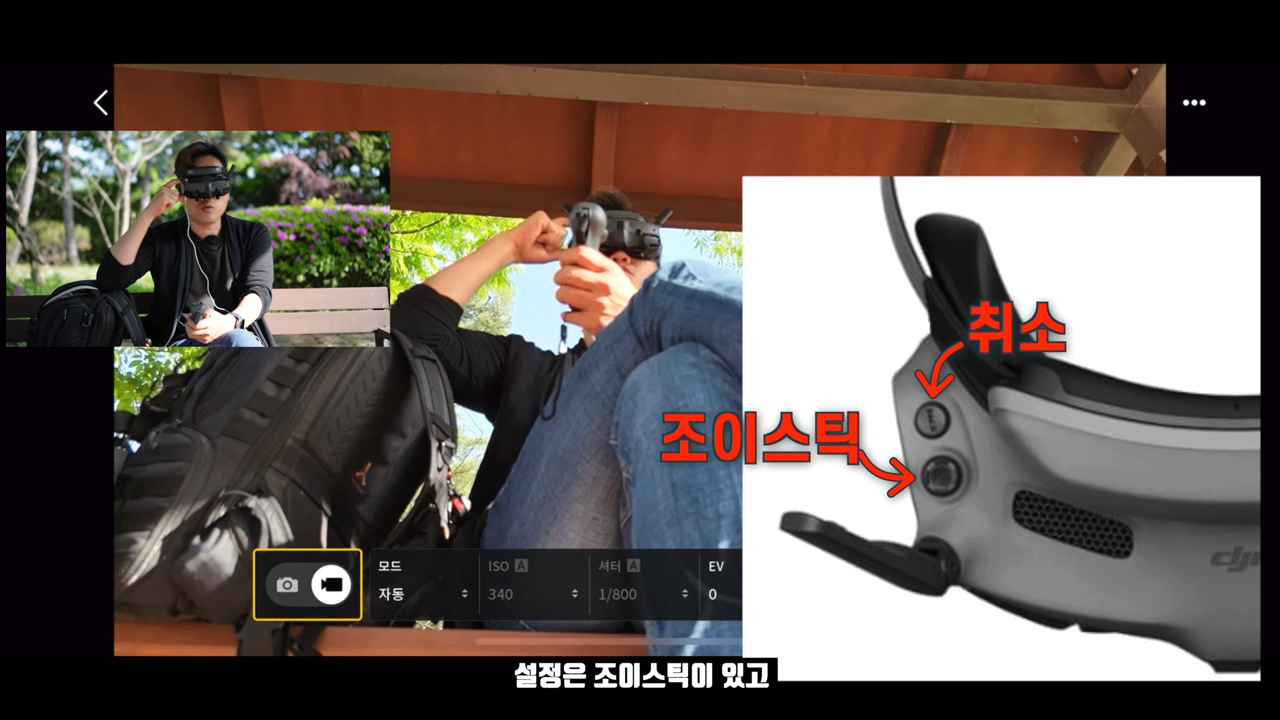 취소
조이스틱
dji
모드
자동
ISO A
340
셔터 A
1/800
EV
0
설정은 조이스틱이 있고